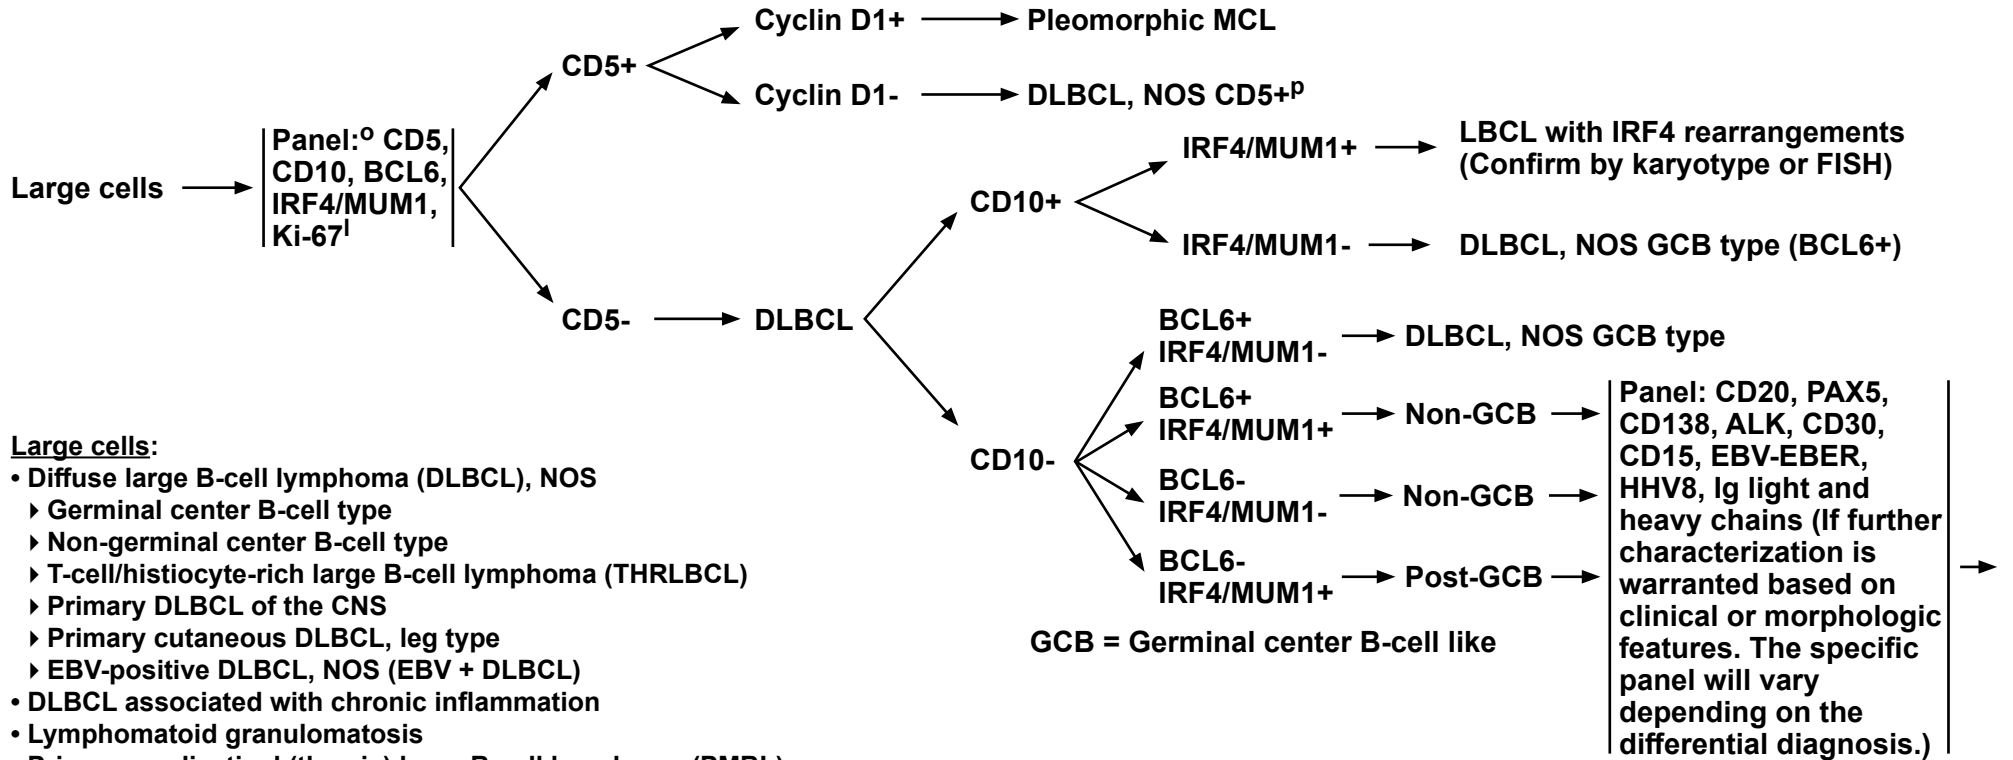 Cyclin D1+
Pleomorphic MCL
CD5+
Cyclin D1-
DLBCL, NOS CD5+p
Large cells
Panel:o CD5,
CD10, BCL6,
IRF4/MUM1,
Ki-67l
IRF4/MUM1+
LBCL with IRF4 rearrangements
(Confirm by karyotype or FISH)
CD10+
IRF4/MUM1-
DLBCL, NOS GCB type (BCL6+)
CD5-
DLBCL
BCL6+
IRF4/MUM1-
DLBCL, NOS GCB type
BCL6+
IRF4/MUM1+
Non-GCB
CD10-
BCL6-
IRF4/MUM1-
Non-GCB
BCL6-
IRF4/MUM1+
Post-GCB
Panel: CD20, PAX5,
CD138, ALK, CD30,
CD15, EBV-EBER,
HHV8, Ig light and
heavy chains (If further
characterization is
warranted based on
clinical or morphologic
features. The specific
panel will vary
depending on the
differential diagnosis.)
GCB = Germinal center B-cell like
Large cells:
• Diffuse large B-cell lymphoma (DLBCL), NOS
▸ Germinal center B-cell type
▸ Non-germinal center B-cell type
▸ T-cell/histiocyte-rich large B-cell lymphoma (THRLBCL)
▸ Primary DLBCL of the CNS
▸ Primary cutaneous DLBCL, leg type
▸ EBV-positive DLBCL, NOS (EBV + DLBCL)
• DLBCL associated with chronic inflammation
• Lymphomatoid granulomatosis